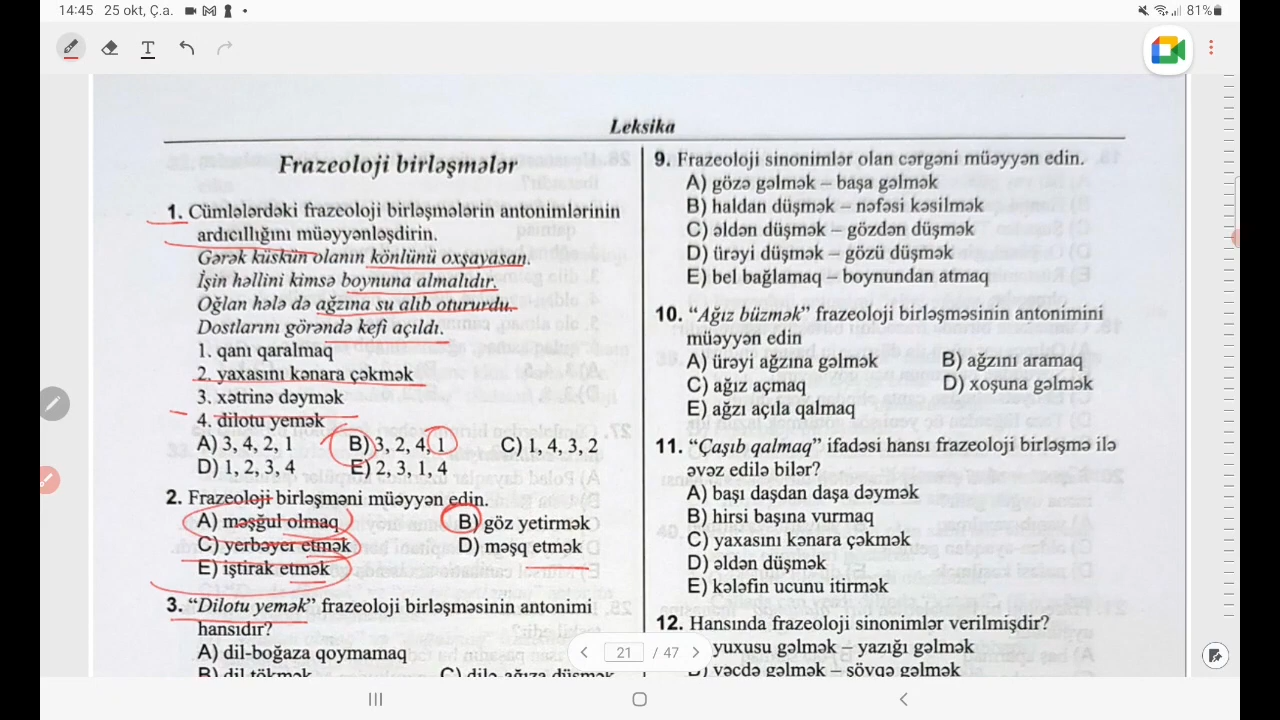 14:45 25 okt, Ç.a.
81%
T
Leksika
Frazeoloji birləşmələr
1. Cümlələrdəki frazeoloji birləşmələrin antonimlərinin
ardıcıllığını müəyyənləşdirin.
Gərək küskün olanın könlünü oxşayasan.
İşin həllini kimsə boynuna almalıdır.
Oğlan hələ də ağzına su alıb otururdu.
Dostlarını görəndə kefi açıldı.
1. qanı qaralmaq
2. yaxasını kənara çəkmək
3. xətrinə dəymək
4. dilotu yemək
A) 3, 4, 2, 1 B) 3, 2, 4, 1 C) 1, 4, 3, 2
D) 1, 2, 3, 4 E) 2, 3, 1, 4
2. Frazeoloji birləşməni müəyyən edin.
A) məşğul olmaq B) göz yetirmək
C) yerbəyer etmək D) məşq etmək
E) iştirak etmək
3. “Dilotu yemək” frazeoloji birləşməsinin antonimi
hansıdır?
A) dil-boğaza qoymamaq
B) dil tökmək C) dilə-ağıza düşmək
9. Frazeoloji sinonimlər olan cərgəni müəyyən edin.
A) gözə gəlmək – başa gəlmək
B) haldan düşmək – nəfəsi kəsilmək
C) əldən düşmək – gözdən düşmək
D) ürəyi düşmək – gözü düşmək
E) bel bağlamaq – boynundan atmaq
10. “Ağız büzmək” frazeoloji birləşməsinin antonimini
müəyyən edin
A) ürəyi ağzına gəlmək B) ağzını aramaq
C) ağız açmaq D) xoşuna gəlmək
E) ağzı açıla qalmaq
11. “Çaşıb qalmaq” ifadəsi hansı frazeoloji birləşmə ilə
əvəz edilə bilər?
A) başı daşdan daşa dəymək
B) hirsi başına vurmaq
C) yaxasını kənara çəkmək
D) əldən düşmək
E) kələfin ucunu itirmək
12. Hansında frazeoloji sinonimlər verilmişdir?
yuxusu gəlmək – yazığı gəlmək
vəcdə gəlmək – şövqə gəlmək
21 / 47